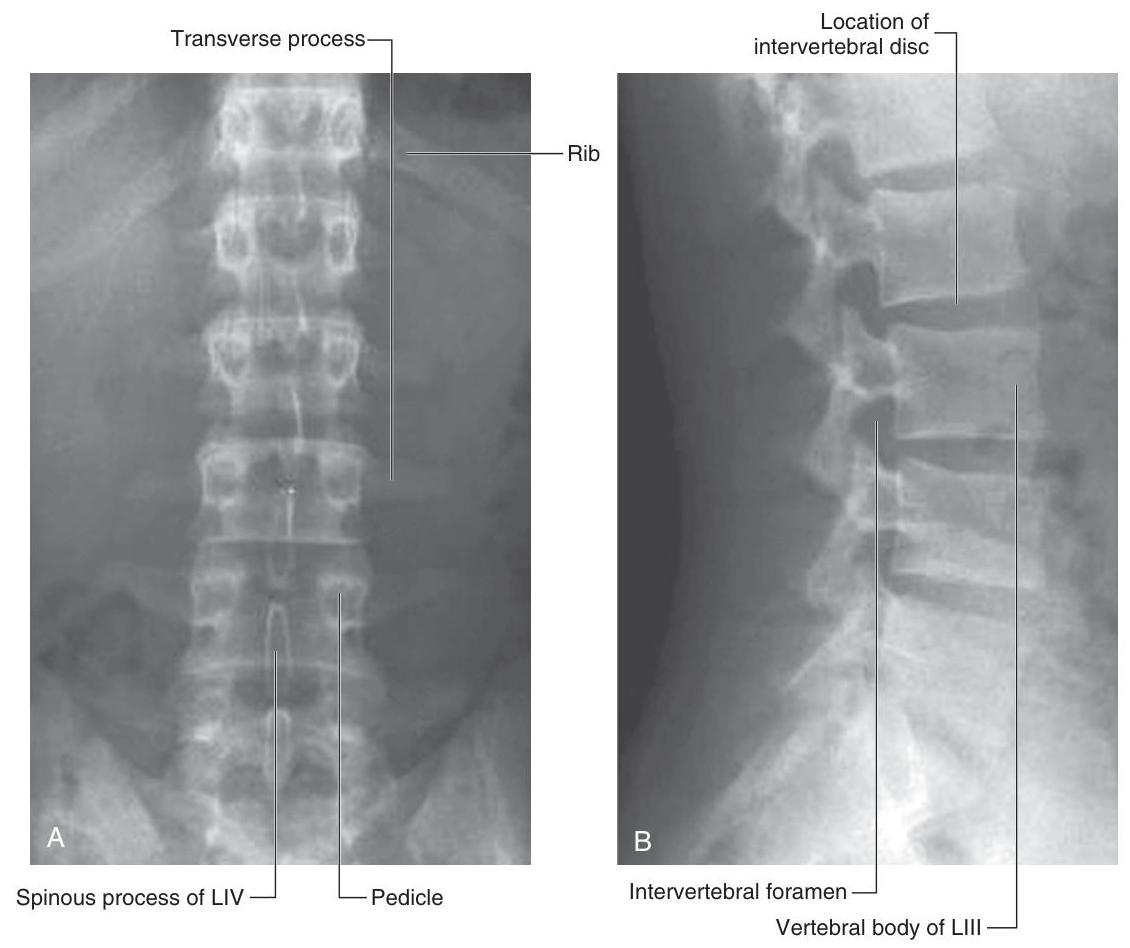 Transverse process
Location of
intervertebral disc
Rib
A
B
Spinous process of LIV
Pedicle
Intervertebral foramen
Vertebral body of LIII